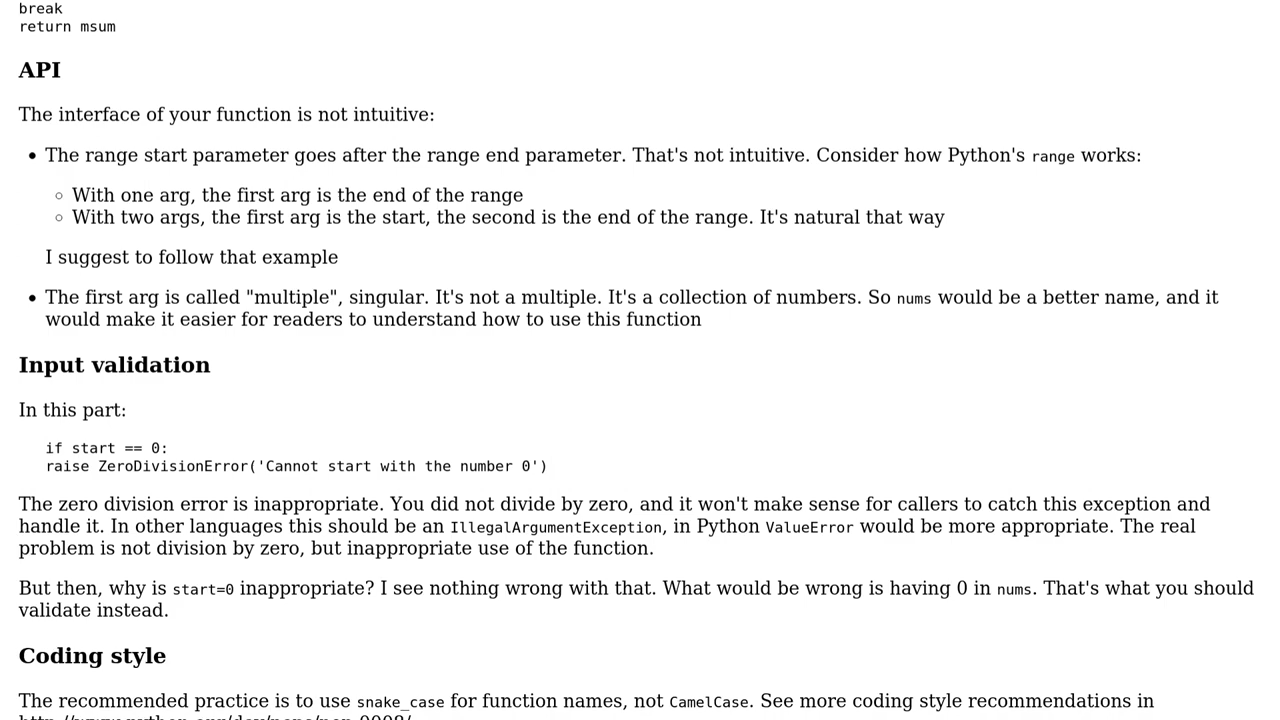 break
return msum
API
The interface of your function is not intuitive:
• The range start parameter goes after the range end parameter. That's not intuitive. Consider how Python's range works:
◦ With one arg, the first arg is the end of the range
◦ With two args, the first arg is the start, the second is the end of the range. It's natural that way
I suggest to follow that example
• The first arg is called "multiple", singular. It's not a multiple. It's a collection of numbers. So nums would be a better name, and it
would make it easier for readers to understand how to use this function
Input validation
In this part:
if start == 0:
raise ZeroDivisionError('Cannot start with the number 0')
The zero division error is inappropriate. You did not divide by zero, and it won't make sense for callers to catch this exception and
handle it. In other languages this should be an IllegalArgumentException, in Python ValueError would be more appropriate. The real
problem is not division by zero, but inappropriate use of the function.
But then, why is start=0 inappropriate? I see nothing wrong with that. What would be wrong is having 0 in nums. That's what you should
validate instead.
Coding style
The recommended practice is to use snake_case for function names, not CamelCase. See more coding style recommendations in